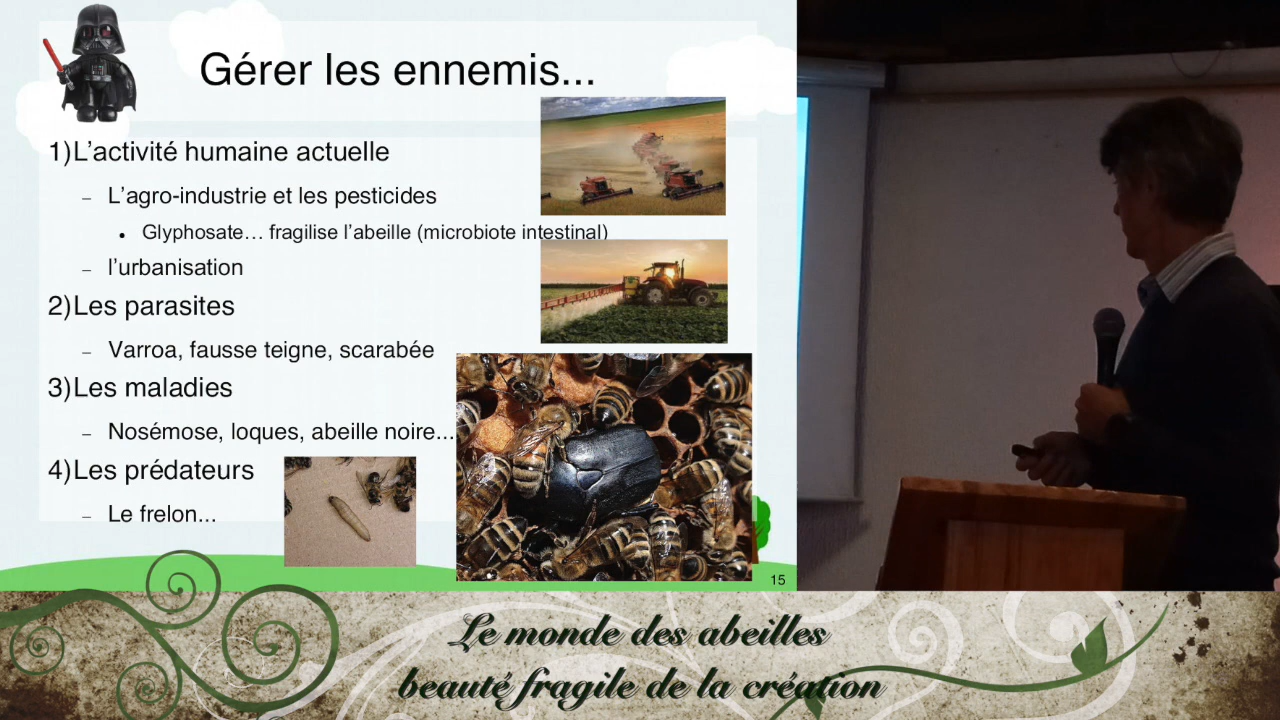 Gérer les ennemis...
1)L'activité humaine actuelle
– L'agro-industrie et les pesticides
• Glyphosate… fragilise l'abeille (microbiote intestinal)
– l'urbanisation
2)Les parasites
– Varroa, fausse teigne, scarabée
3)Les maladies
– Nosémose, loques, abeille noire...
4)Les prédateurs
– Le frelon...
15
Le monde des abeilles
beauté fragile de la création